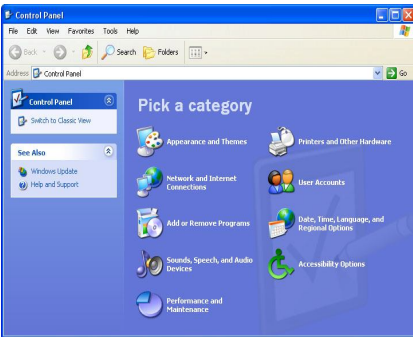 Control Panel
File Edit View Favorites Tools Help
Back Search Folders
Address Control Panel Go
Control Panel
Switch to Classic View
See Also
Windows Update
Help and Support
Pick a category
Appearance and Themes
Printers and Other Hardware
Network and Internet
Connections
User Accounts
Add or Remove Programs
Date, Time, Language, and
Regional Options
Sounds, Speech, and Audio
Devices
Accessibility Options
Performance and
Maintenance